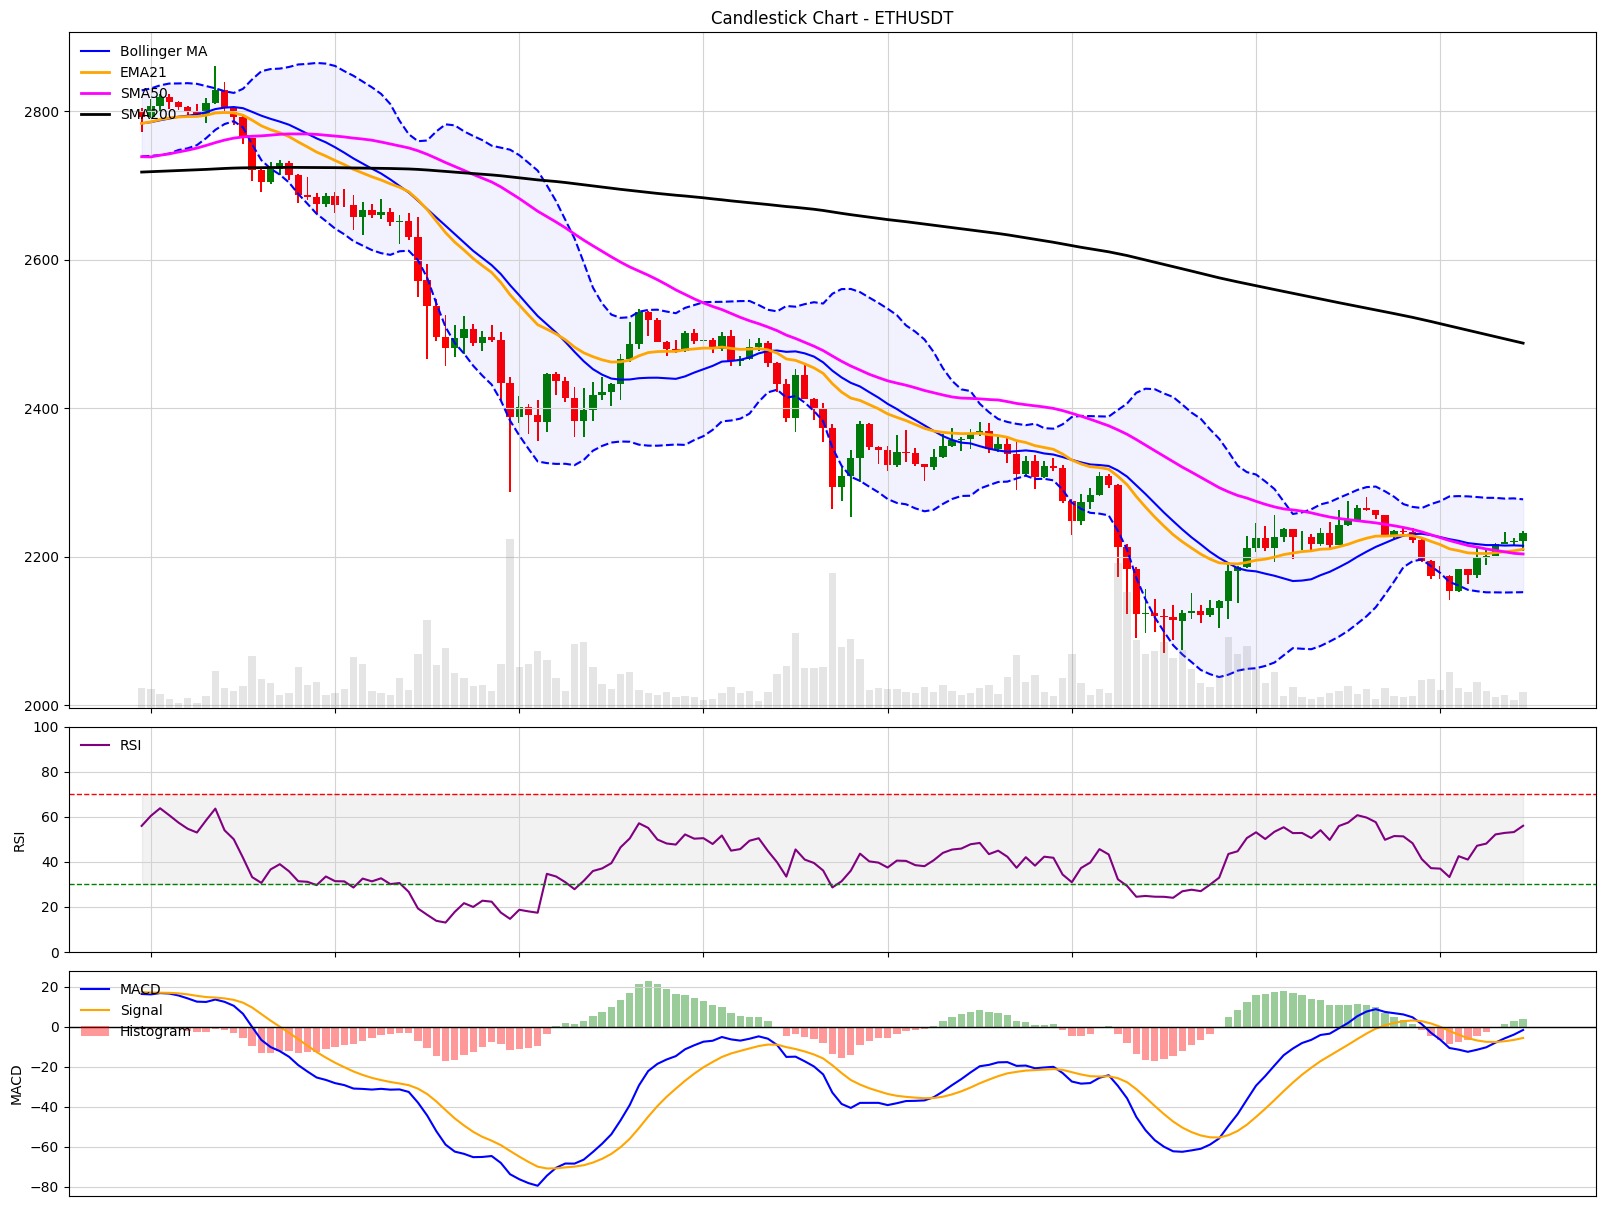 Candlestick Chart - ETHUSDT
Bollinger MA
EMA21
SMA50
SMA200
2800
2600
2400
2200
2000
100
80
60
40
20
0
RSI
RSI
20
0
−20
−40
−60
−80
MACD
MACD
Signal
Histogram